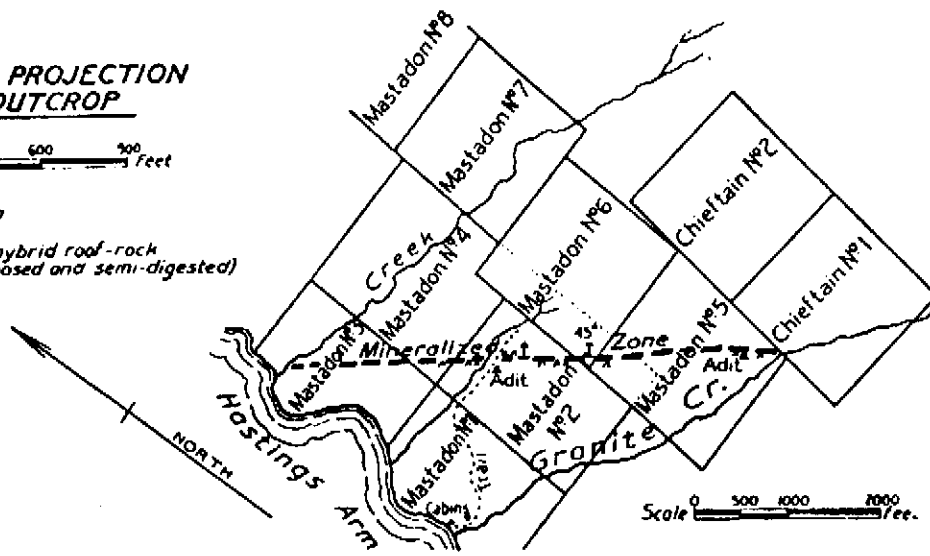 PROJECTION
OUTCROP
600 900 Feet
hybrid roof-rock
osed and semi-digested)
NORTH
Mastadon Nº8
Mastadon Nº7
Mastadon Nº6
Mastadon Nº5
Mastadon Nº4
Mastadon Nº3
Mastadon Nº2
Mastadon Nº1
Chieftain Nº2
Chieftain Nº1
Creek
Mineralized Zone
45°
Adit
Adit
Granite Cr.
Trail
Cabins
Hastings Arm
Scale 0 500 1000 2000 Fee.